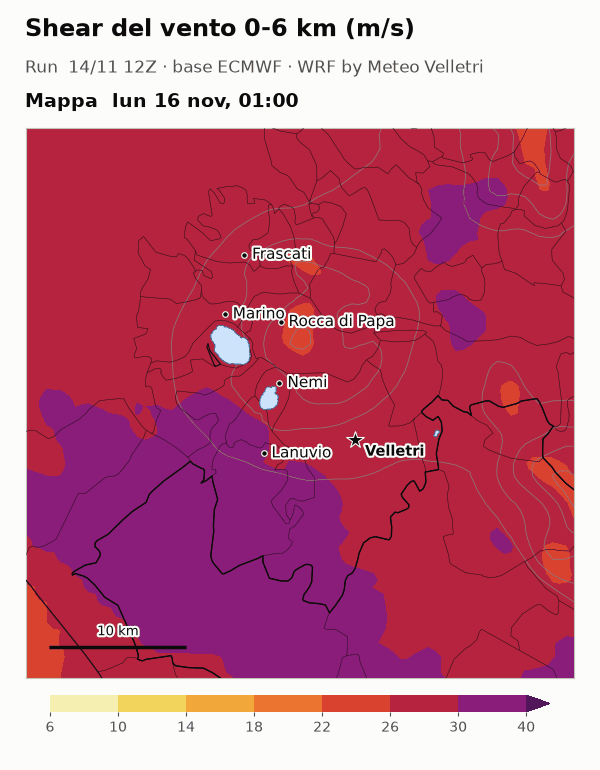 Shear del vento 0-6 km (m/s)
Run  14/11 12Z · base ECMWF · WRF by Meteo Velletri
Mappa  lun 16 nov, 01:00
Frascati
Marino
Rocca di Papa
Nemi
Velletri
Lanuvio
10 km
6 10 14 18 22 26 30 40